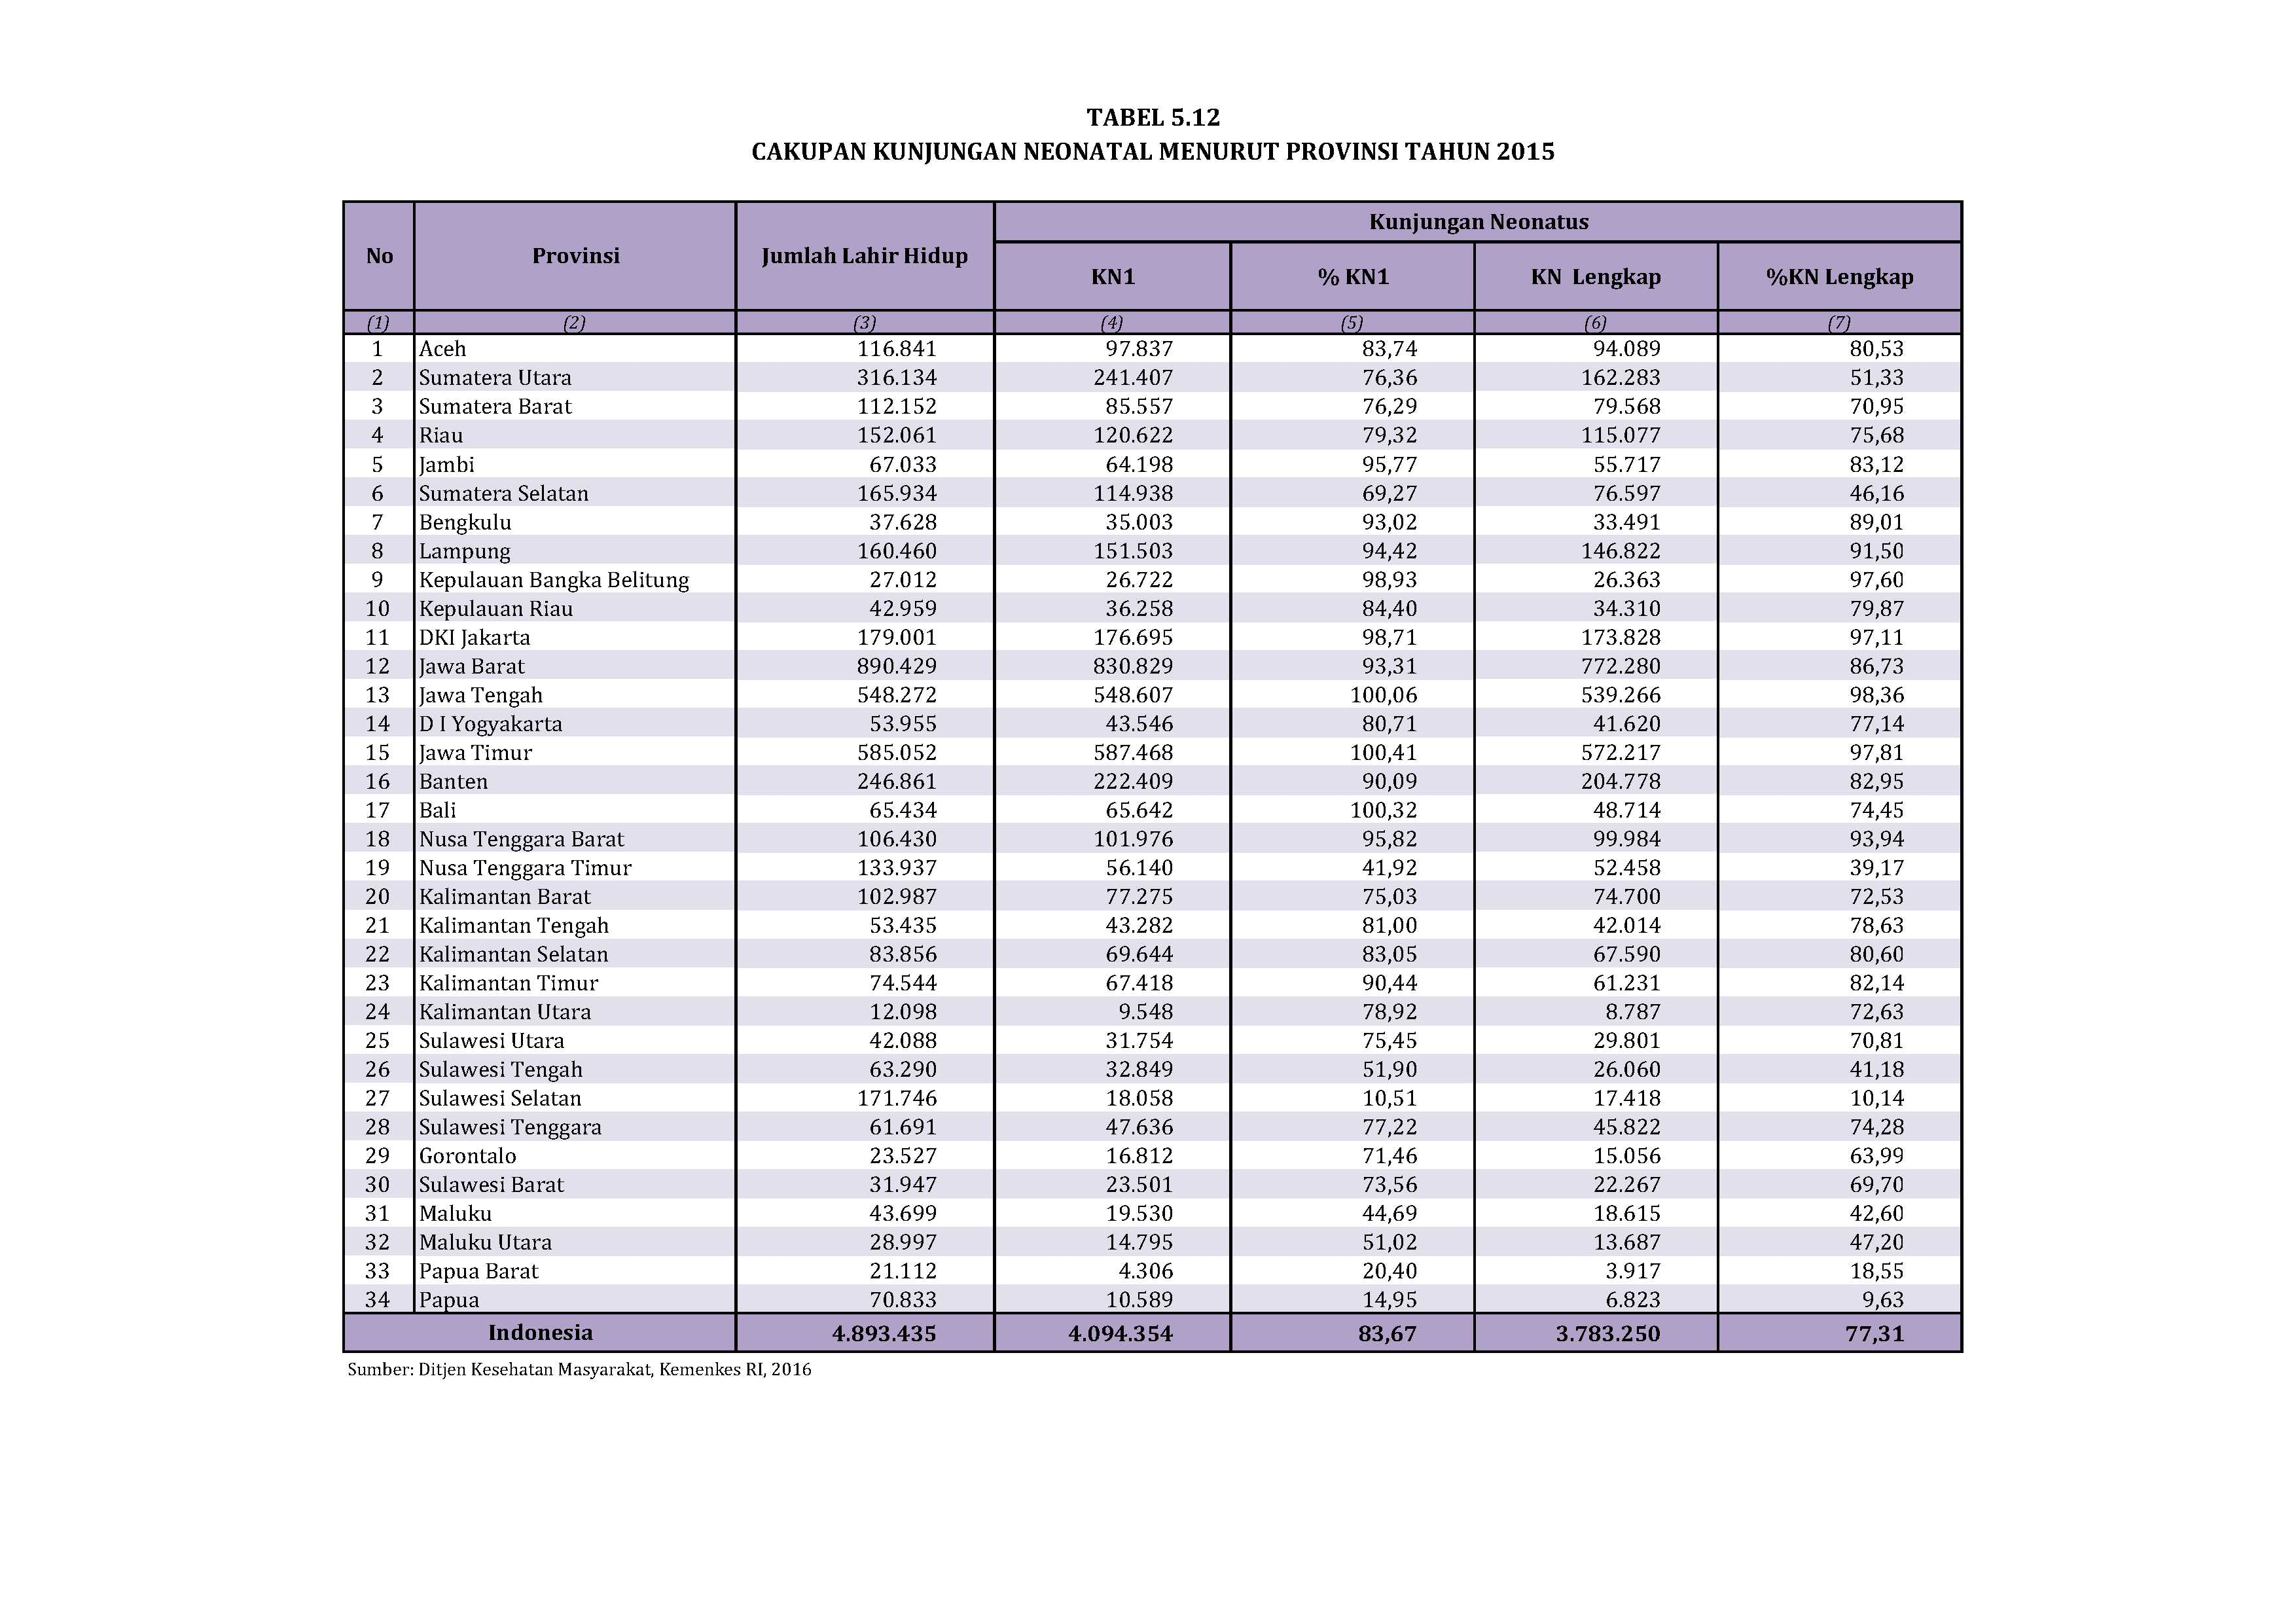 TABEL 5.12
CAKUPAN KUNJUNGAN NEONATAL MENURUT PROVINSI TAHUN 2015
No Provinsi Jumlah Lahir Hidup Kunjungan Neonatus
KN1 % KN1 KN Lengkap %KN Lengkap
(1) (2) (3) (4) (5) (6) (7)
1 Aceh 116.841 97.837 83,74 94.089 80,53
2 Sumatera Utara 316.134 241.407 76,36 162.283 51,33
3 Sumatera Barat 112.152 85.557 76,29 79.568 70,95
4 Riau 152.061 120.622 79,32 115.077 75,68
5 Jambi 67.033 64.198 95,77 55.717 83,12
6 Sumatera Selatan 165.934 114.938 69,27 76.597 46,16
7 Bengkulu 37.628 35.003 93,02 33.491 89,01
8 Lampung 160.460 151.503 94,42 146.822 91,50
9 Kepulauan Bangka Belitung 27.012 26.722 98,93 26.363 97,60
10 Kepulauan Riau 42.959 36.258 84,40 34.310 79,87
11 DKI Jakarta 179.001 176.695 98,71 173.828 97,11
12 Jawa Barat 890.429 830.829 93,31 772.280 86,73
13 Jawa Tengah 548.272 548.607 100,06 539.266 98,36
14 D I Yogyakarta 53.955 43.546 80,71 41.620 77,14
15 Jawa Timur 585.052 587.468 100,41 572.217 97,81
16 Banten 246.861 222.409 90,09 204.778 82,95
17 Bali 65.434 65.642 100,32 48.714 74,45
18 Nusa Tenggara Barat 106.430 101.976 95,82 99.984 93,94
19 Nusa Tenggara Timur 133.937 56.140 41,92 52.458 39,17
20 Kalimantan Barat 102.987 77.275 75,03 74.700 72,53
21 Kalimantan Tengah 53.435 43.282 81,00 42.014 78,63
22 Kalimantan Selatan 83.856 69.644 83,05 67.590 80,60
23 Kalimantan Timur 74.544 67.418 90,44 61.231 82,14
24 Kalimantan Utara 12.098 9.548 78,92 8.787 72,63
25 Sulawesi Utara 42.088 31.754 75,45 29.801 70,81
26 Sulawesi Tengah 63.290 32.849 51,90 26.060 41,18
27 Sulawesi Selatan 171.746 18.058 10,51 17.418 10,14
28 Sulawesi Tenggara 61.691 47.636 77,22 45.822 74,28
29 Gorontalo 23.527 16.812 71,46 15.056 63,99
30 Sulawesi Barat 31.947 23.501 73,56 22.267 69,70
31 Maluku 43.699 19.530 44,69 18.615 42,60
32 Maluku Utara 28.997 14.795 51,02 13.687 47,20
33 Papua Barat 21.112 4.306 20,40 3.917 18,55
34 Papua 70.833 10.589 14,95 6.823 9,63
Indonesia 4.893.435 4.094.354 83,67 3.783.250 77,31
Sumber: Ditjen Kesehatan Masyarakat, Kemenkes RI, 2016